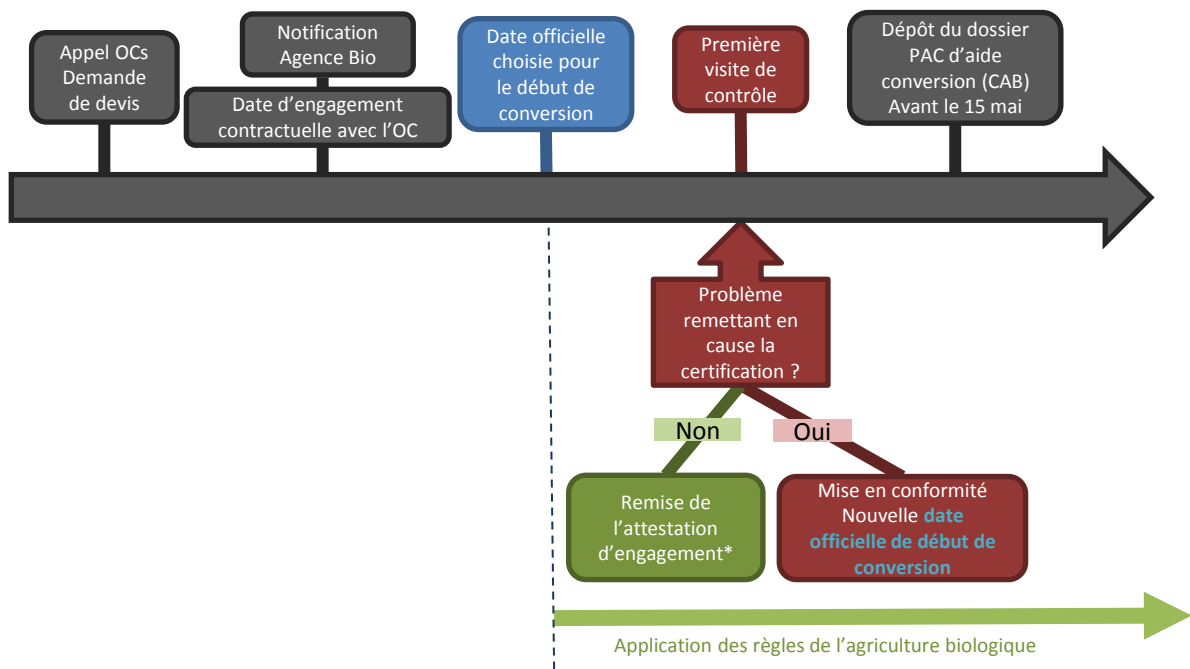 Appel OCs
Demande
de devis
Notification
Agence Bio
Date d'engagement
contractuelle avec l'OC
Date officielle
choisie pour
le début de
conversion
Première
visite de
contrôle
Dépôt du dossier
PAC d'aide
conversion (CAB)
Avant le 15 mai
Problème
remettant en
cause la
certification ?
Non
Oui
Remise de
l'attestation
d'engagement*
Mise en conformité
Nouvelle date
officielle de début de
conversion
Application des règles de l'agriculture biologique